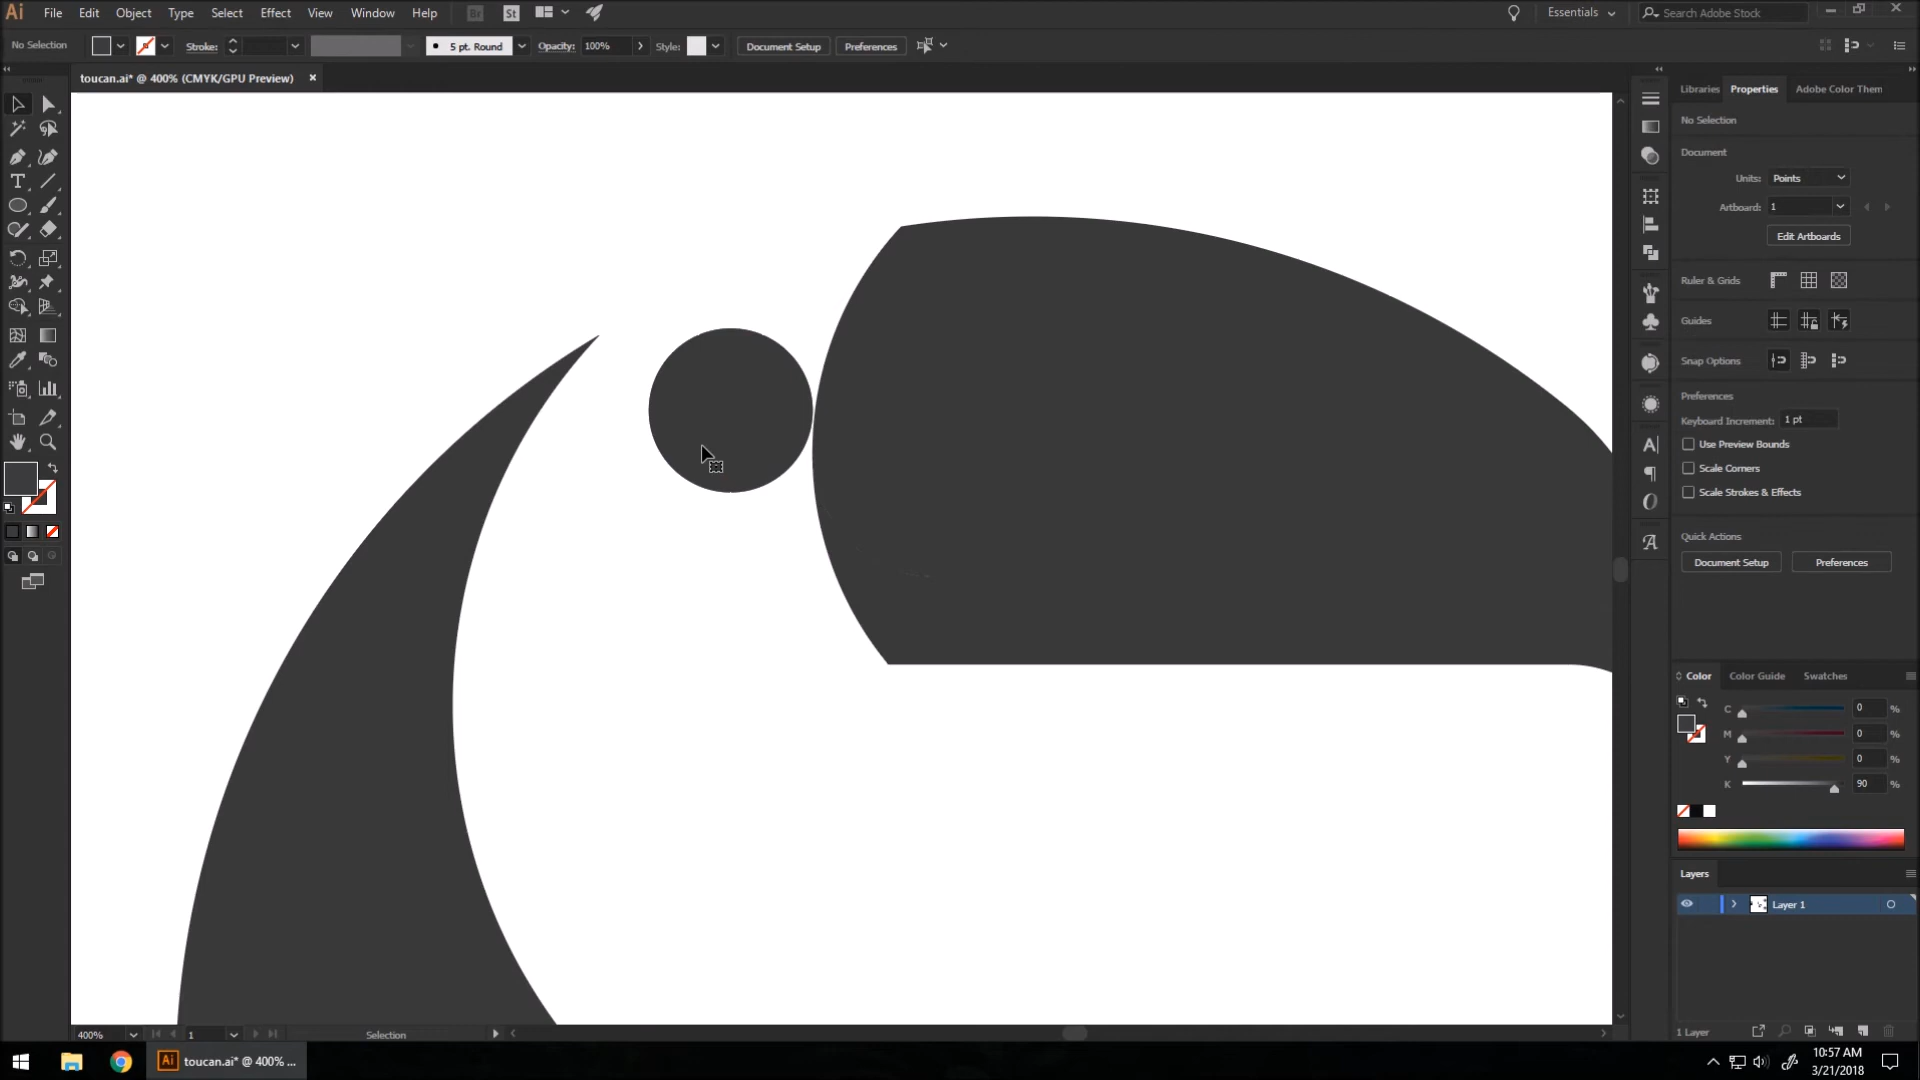 Ai File Edit Object Type Select Effect View Window Help Br St Essentials Search Adobe Stock
No Selection Stroke: 5 pt. Round Opacity: 100% Style: Document Setup Preferences
toucan.ai* @ 400% (CMYK/GPU Preview)
Libraries Properties Adobe Color Them
No Selection
Document
Units: Points
Artboard: 1
Edit Artboards
Ruler & Grids
Guides
Snap Options
Preferences
Keyboard Increment: 1 pt
Use Preview Bounds
Scale Corners
Scale Strokes & Effects
Quick Actions
Document Setup Preferences
Color Color Guide Swatches
C 0 %
M 0 %
Y 0 %
K 90 %
Layers
Layer 1
1 Layer
400% 1 Selection
Ai toucan.ai* @ 400% ...
10:57 AM
3/21/2018